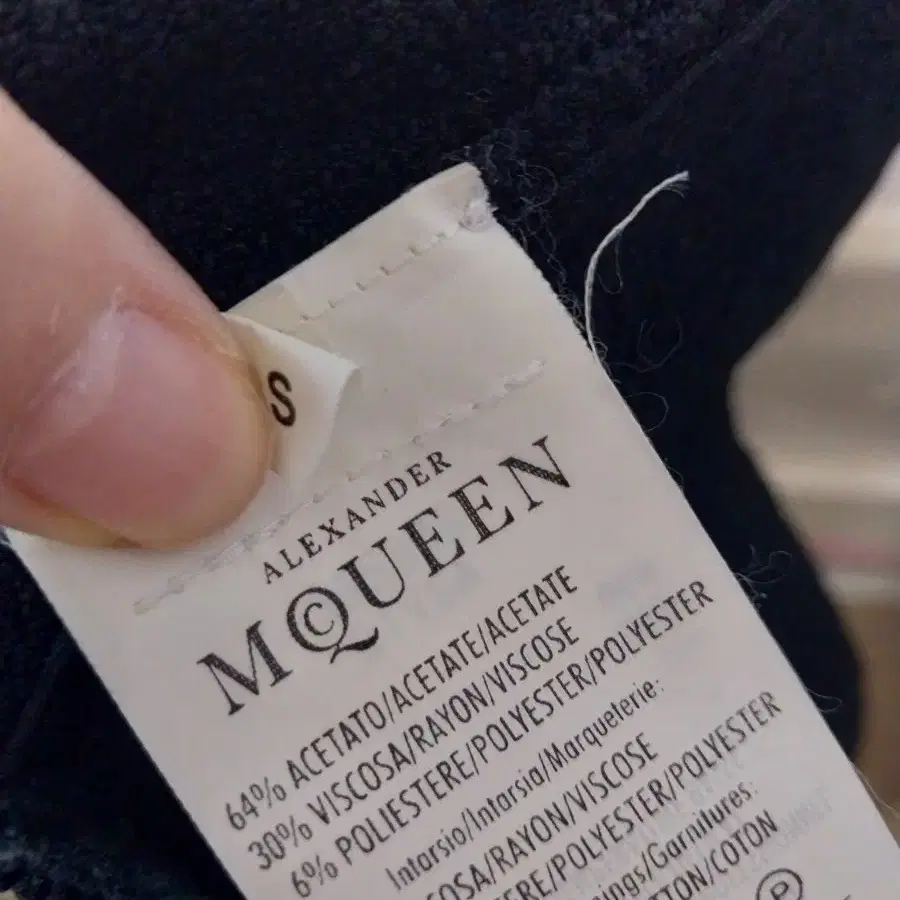 S
ALEXANDER
McQUEEN
64% ACETATO/ACETATE/ACETATE
30% VISCOSA/RAYON/VISCOSE
6% POLIESTERE/POLYESTER/POLYESTER
Intarsio/Intarsia/Marqueterie:
COSA/RAYON/VISCOSE
TERE/POLYESTER/POLYESTER
ings/Garnitures:
TTON/COTON
P